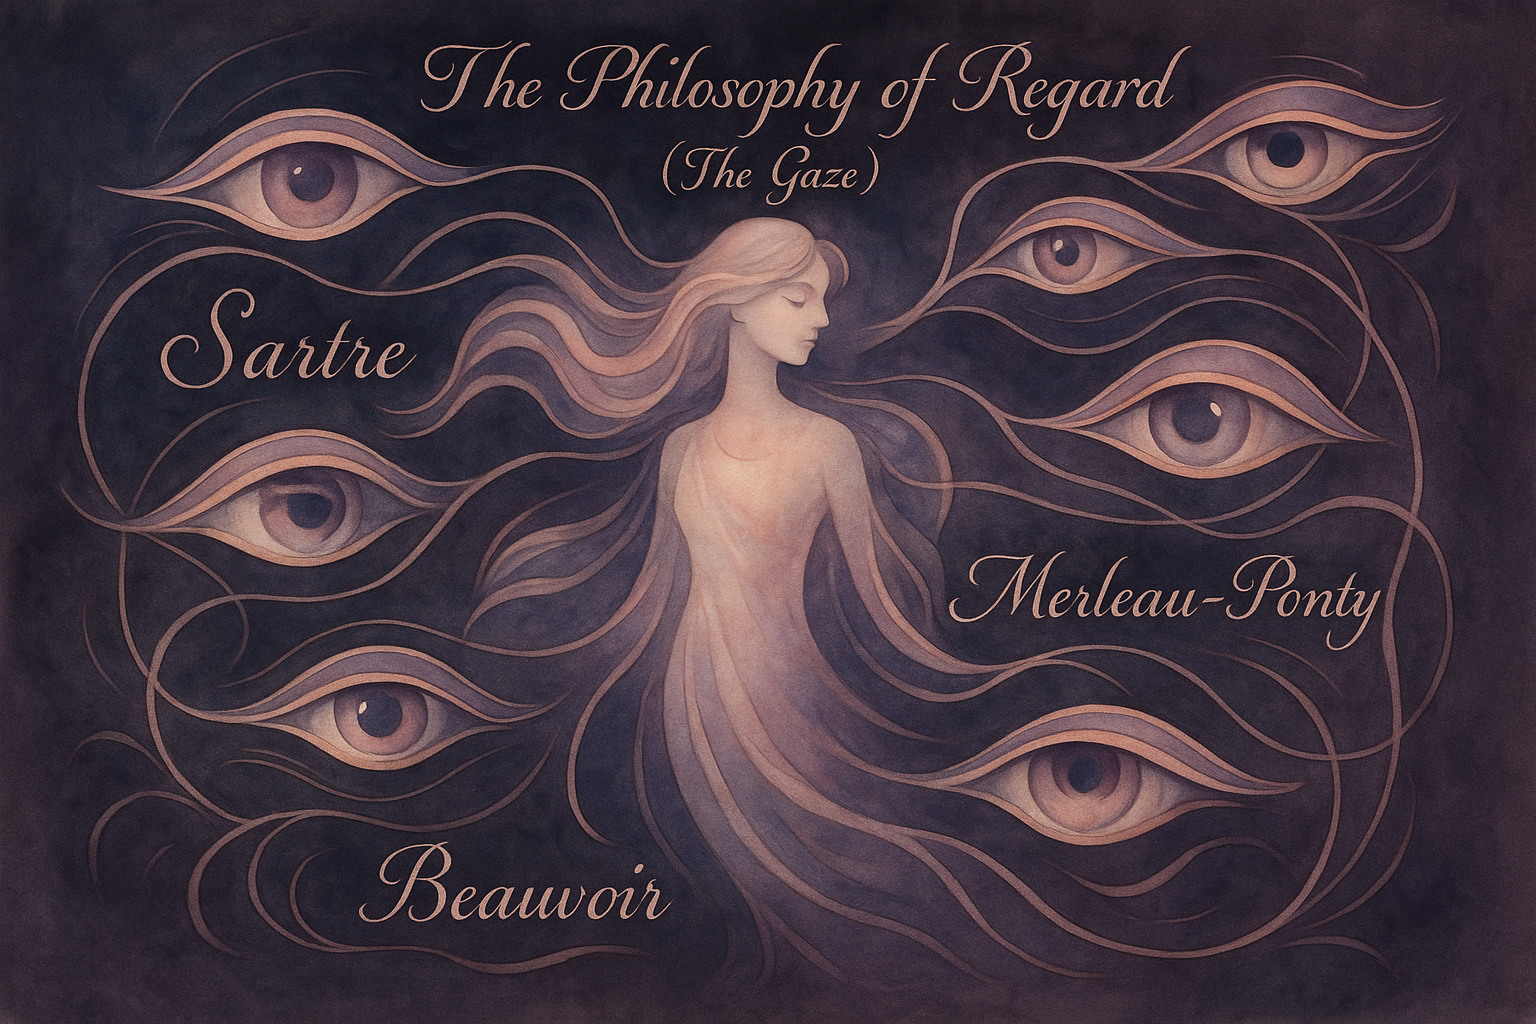 The Philosophy of Regard
(The Gaze)
Sartre
Merleau-Ponty
Beauvoir